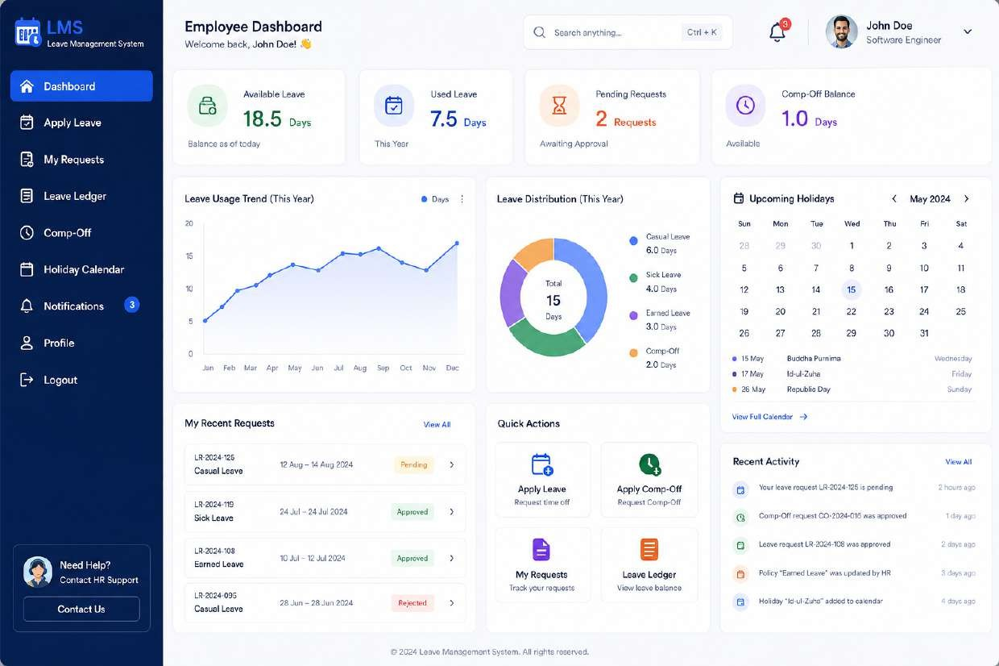 LMS
Leave Management System
Dashboard
Apply Leave
My Requests
Leave Ledger
Comp-Off
Holiday Calendar
Notifications 3
Profile
Logout
Need Help?
Contact HR Support
Contact Us
Employee Dashboard
Welcome back, John Doe! 👋
Search anything... Ctrl + K
3
John Doe
Software Engineer
Available Leave
18.5 Days
Balance as of today
Used Leave
7.5 Days
This Year
Pending Requests
2 Requests
Awaiting Approval
Comp-Off Balance
1.0 Days
Available
Leave Usage Trend (This Year) Days
20
15
10
5
0
Jan Feb Mar Apr May Jun Jul Aug Sep Oct Nov Dec
Leave Distribution (This Year)
Total
15
Days
Casual Leave
6.0 Days
Sick Leave
4.0 Days
Earned Leave
3.0 Days
Comp-Off
2.0 Days
Upcoming Holidays < May 2024 >
Sun Mon Tue Wed Thu Fri Sat
28 29 30 1 2 3 4
5 6 7 8 9 10 11
12 13 14 15 16 17 18
19 20 21 22 23 24 25
26 27 28 29 30 31
15 May Buddha Purnima Wednesday
17 May Id-ul-Zuha Friday
26 May Republic Day Sunday
View Full Calendar →
My Recent Requests View All
LR-2024-125
Casual Leave
12 Aug – 14 Aug 2024 Pending
LR-2024-119
Sick Leave
24 Jul – 24 Jul 2024 Approved
LR-2024-108
Earned Leave
10 Jul – 12 Jul 2024 Approved
LR-2024-095
Casual Leave
28 Jun – 28 Jun 2024 Rejected
Quick Actions
Apply Leave
Request time off
Apply Comp-Off
Request Comp-Off
My Requests
Track your requests
Leave Ledger
View leave balance
Recent Activity View All
Your leave request LR-2024-125 is pending 2 hours ago
Comp-Off request CO-2024-016 was approved 1 day ago
Leave request LR-2024-108 was approved 2 days ago
Policy “Earned Leave” was updated by HR 3 days ago
Holiday “Id-ul-Zuha” added to calendar 4 days ago
© 2024 Leave Management System. All rights reserved.